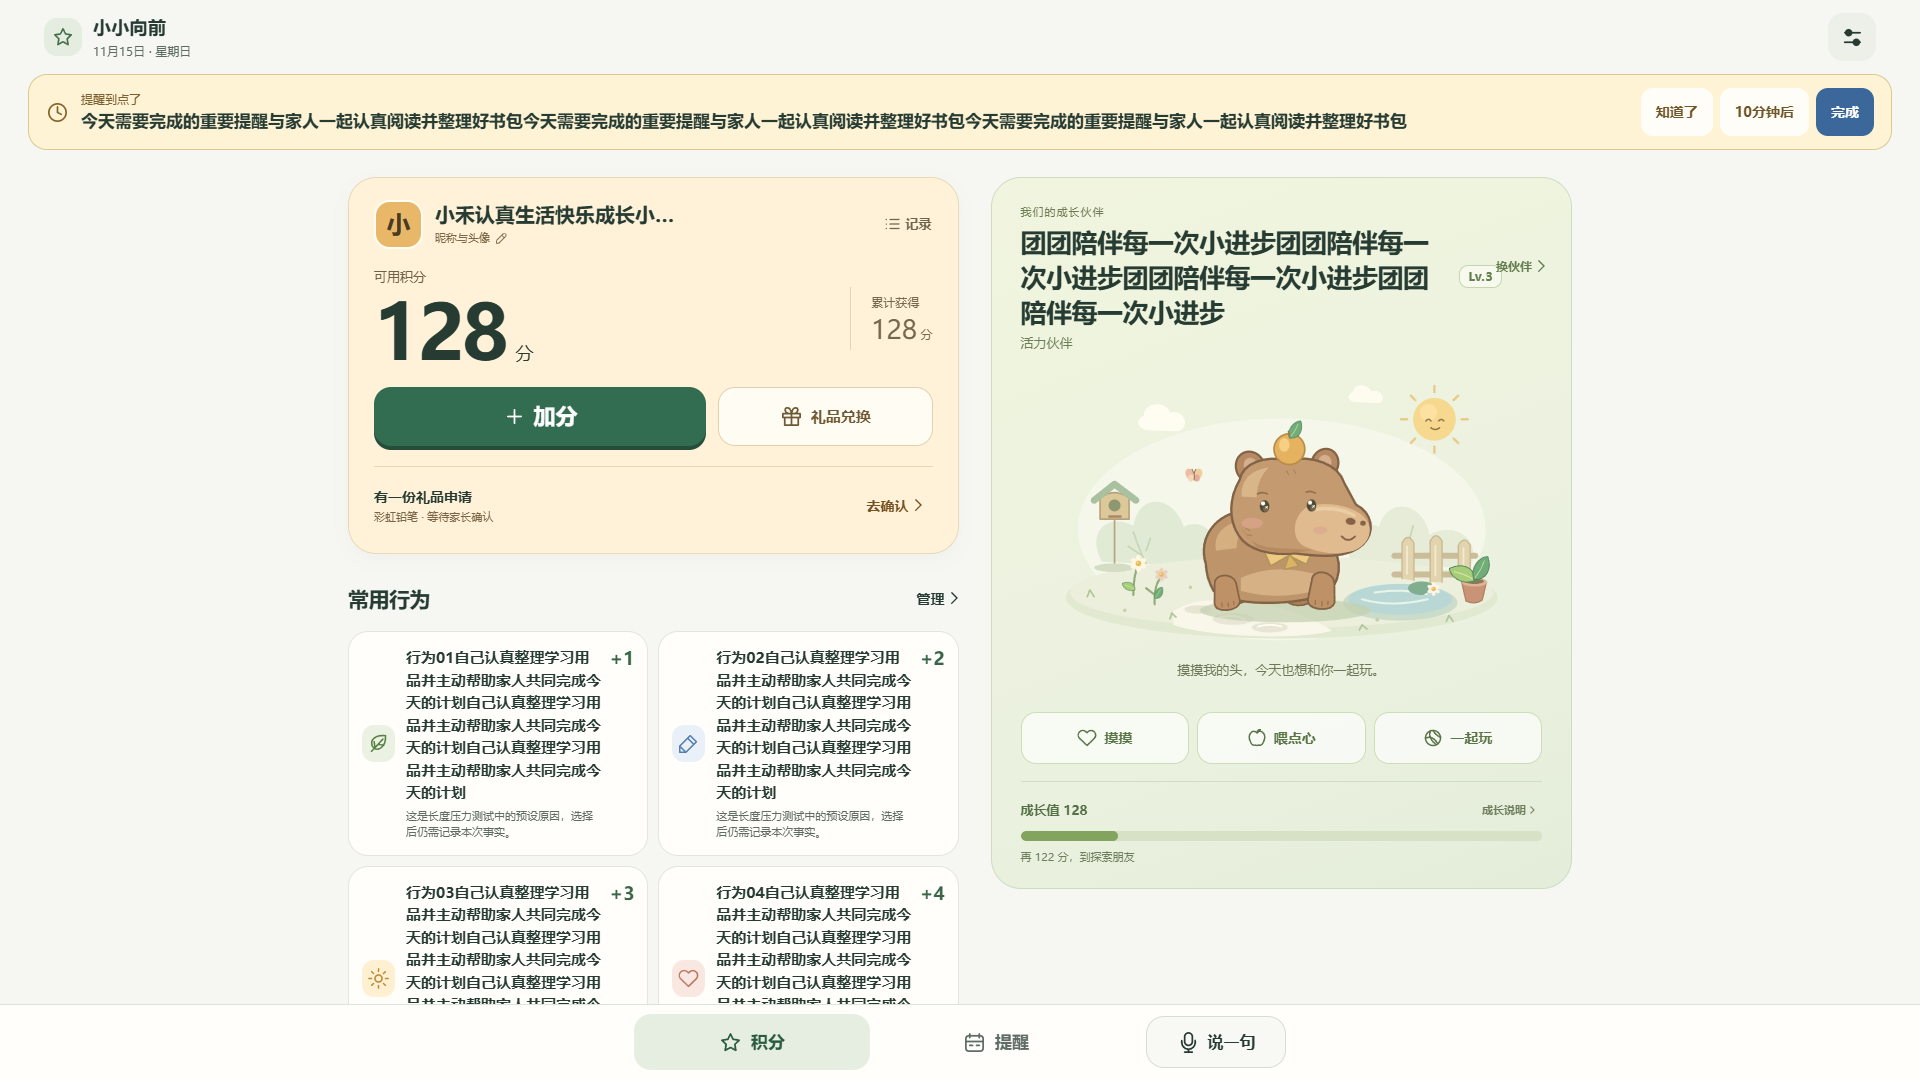 小小向前
11月15日 · 星期日
提醒到点了
今天需要完成的重要提醒与家人一起认真阅读并整理好书包今天需要完成的重要提醒与家人一起认真阅读并整理好书包今天需要完成的重要提醒与家人一起认真阅读并整理好书包
知道了
10分钟后
完成
小
小禾认真生活快乐成长小...
昵称与头像
记录
可用积分
128 分
累计获得
128 分
加分
礼品兑换
有一份礼品申请
彩虹铅笔 · 等待家长确认
去确认
常用行为
管理
行为01自己认真整理学习用
品并主动帮助家人共同完成今
天的计划自己认真整理学习用
品并主动帮助家人共同完成今
天的计划自己认真整理学习用
品并主动帮助家人共同完成今
天的计划
这是长度压力测试中的预设原因，选择
后仍需记录本次事实。
+1
行为02自己认真整理学习用
品并主动帮助家人共同完成今
天的计划自己认真整理学习用
品并主动帮助家人共同完成今
天的计划自己认真整理学习用
品并主动帮助家人共同完成今
天的计划
这是长度压力测试中的预设原因，选择
后仍需记录本次事实。
+2
行为03自己认真整理学习用
品并主动帮助家人共同完成今
天的计划自己认真整理学习用
品并主动帮助家人共同完成今
天的计划自己认真整理学习用
品并主动帮助家人共同完成今
+3
行为04自己认真整理学习用
品并主动帮助家人共同完成今
天的计划自己认真整理学习用
品并主动帮助家人共同完成今
天的计划自己认真整理学习用
品并主动帮助家人共同完成今
+4
我们的成长伙伴
团团陪伴每一次小进步团团陪伴每一
次小进步团团陪伴每一次小进步团团
陪伴每一次小进步
Lv.3
换伙伴
活力伙伴
摸摸我的头，今天也想和你一起玩。
摸摸
喂点心
一起玩
成长值 128
成长说明
再 122 分，到探索朋友
积分
提醒
说一句